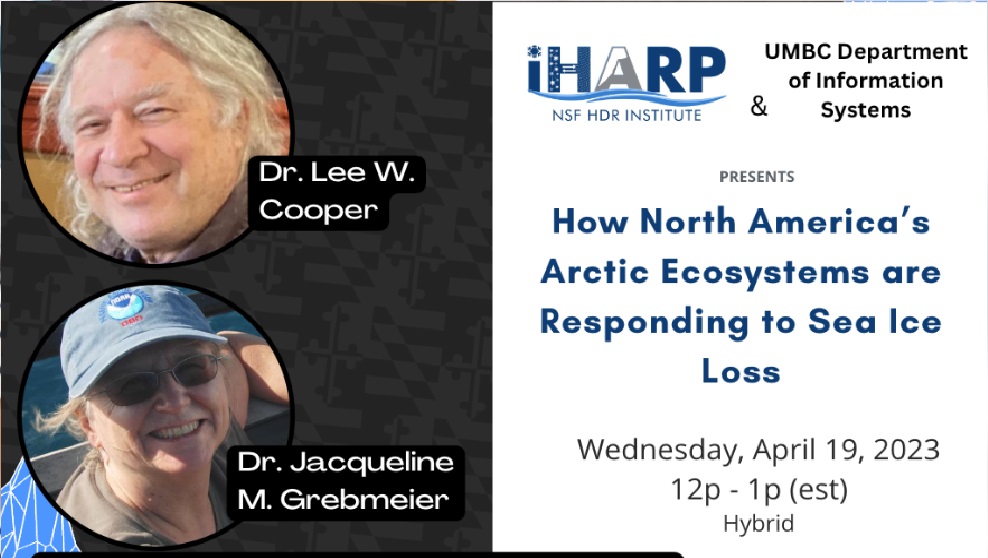 Dr. Lee W.
Cooper
Dr. Jacqueline
M. Grebmeier
iHARP
NSF HDR INSTITUTE
&
UMBC Department
of Information
Systems
PRESENTS
How North America's
Arctic Ecosystems are
Responding to Sea Ice
Loss
Wednesday, April 19, 2023
12p - 1p (est)
Hybrid